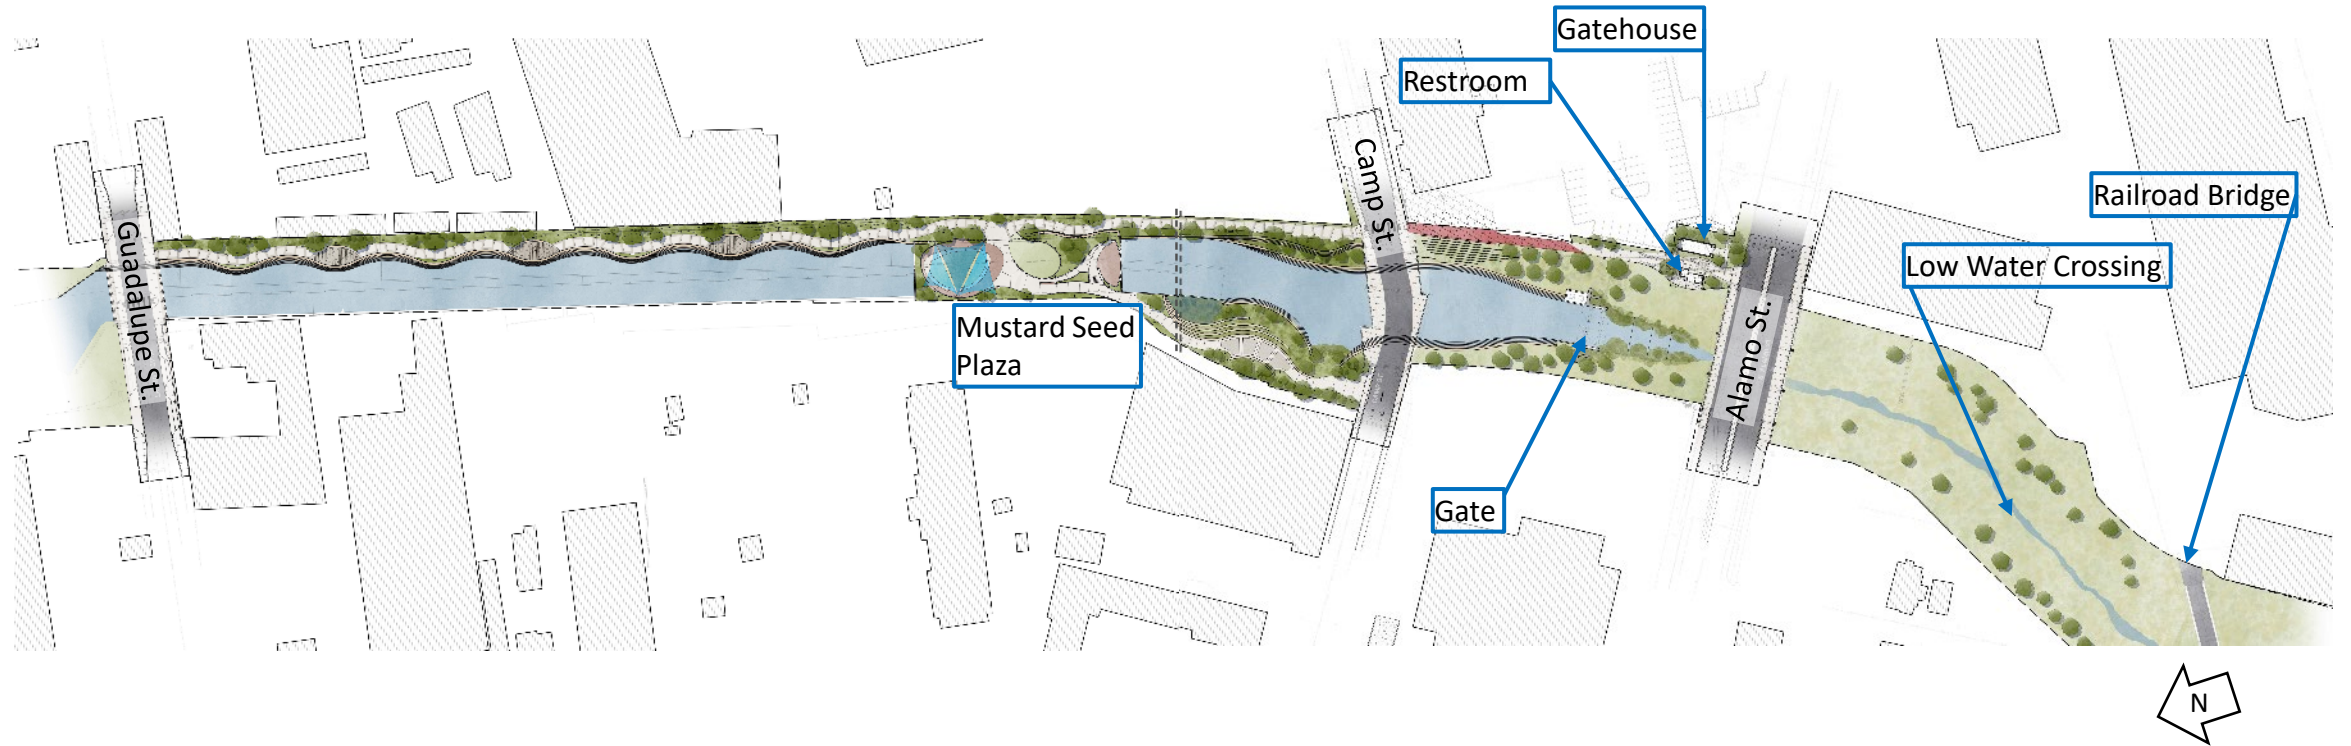 Gatehouse
Restroom
Camp St.
Railroad Bridge
Guadalupe St.
Low Water Crossing
Mustard Seed
Plaza
Alamo St.
Gate
N